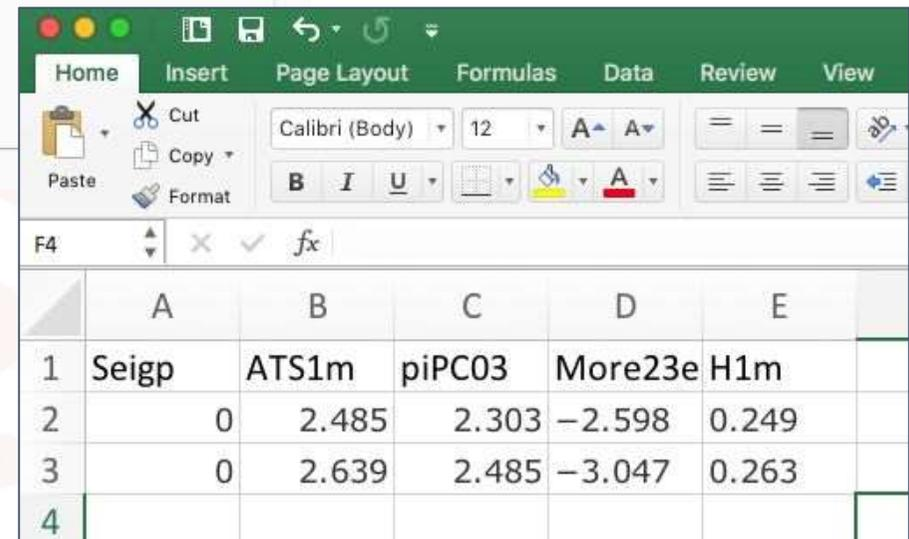 Home Insert Page Layout Formulas Data Review View
Cut
Copy
Format
Paste
Calibri (Body) 12 A A
B I U A ab
F4 fx
A B C D E
1 Seigp ATS1m piPC03 More23e H1m
2 0 2.485 2.303 −2.598 0.249
3 0 2.639 2.485 −3.047 0.263
4